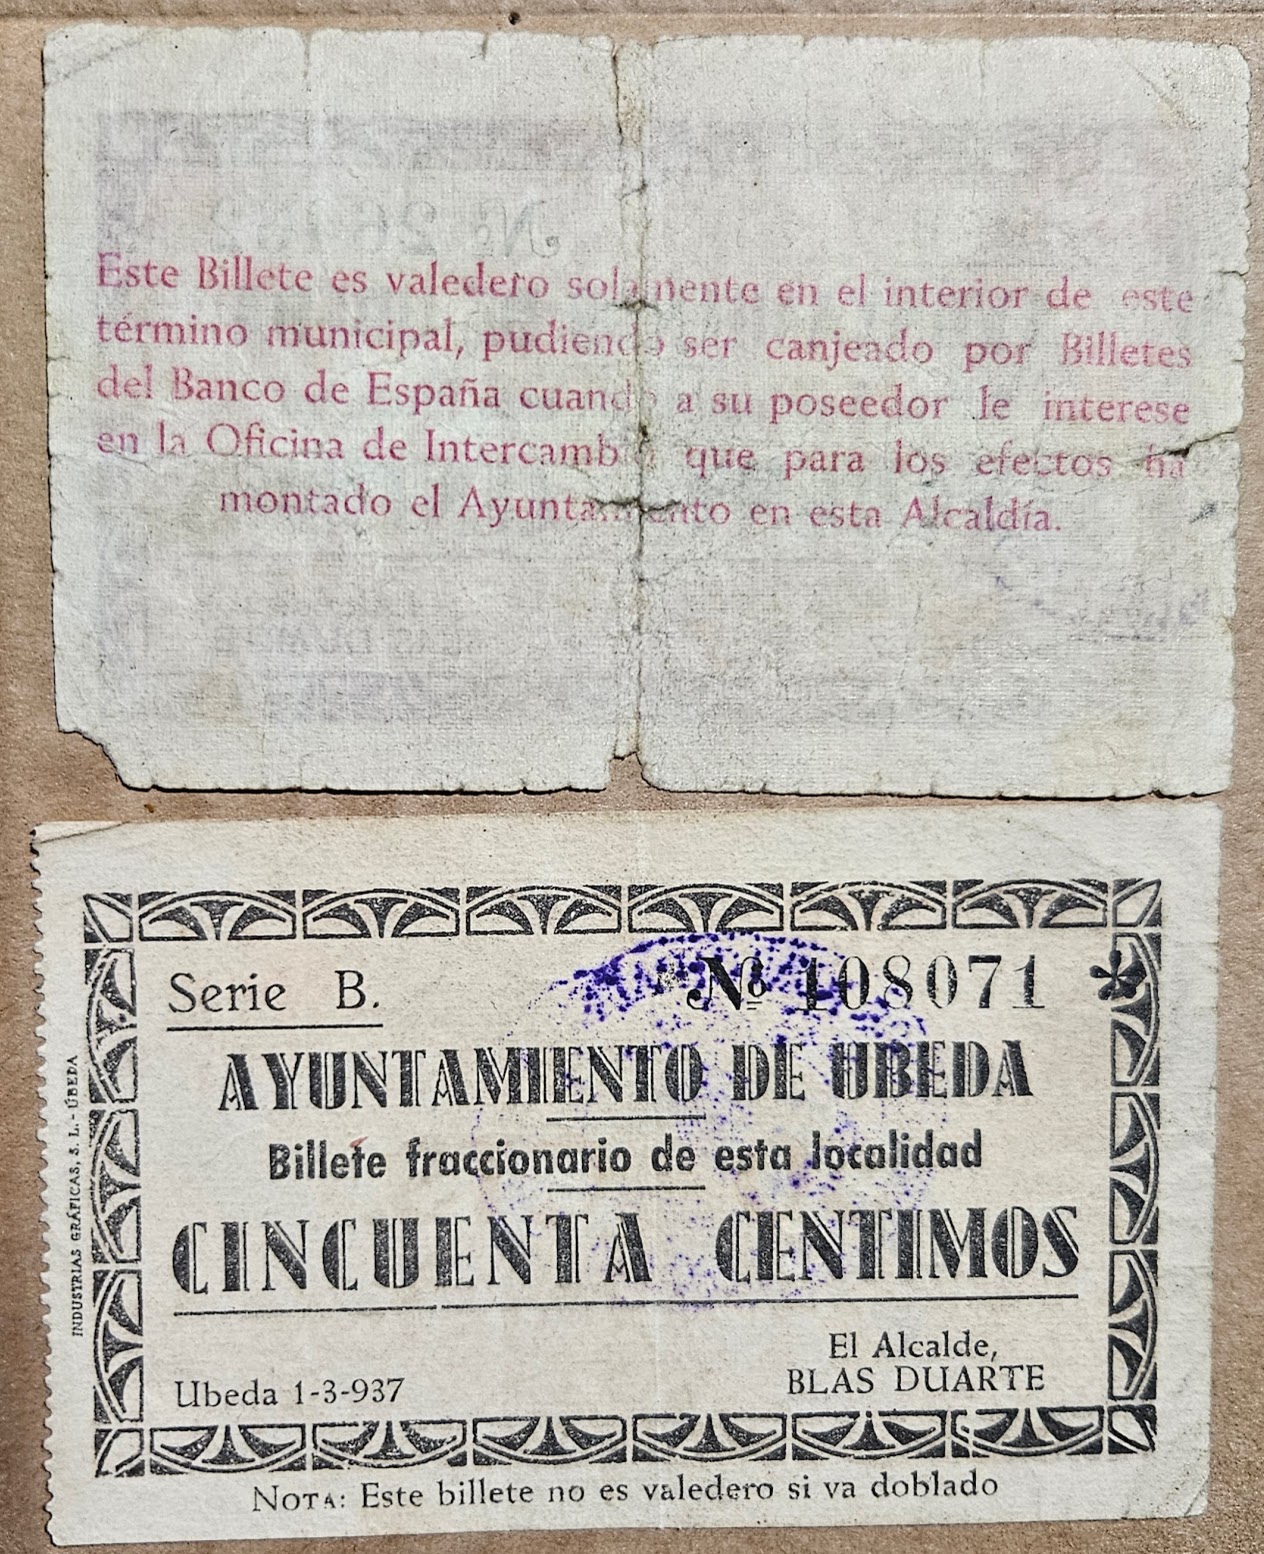 Este Billete es valedero solamente en el interior de este
término municipal, pudiendo ser canjeado por Billetes
del Banco de España cuando a su poseedor le interese
en la Oficina de Intercambio que para los efectos ha
montado el Ayuntamiento en esta Alcaldía.
Serie B.
Nº 108071
AYUNTAMIENTO DE UBEDA
Billete fraccionario de esta localidad
CINCUENTA CENTIMOS
El Alcalde,
Ubeda 1-3-937
BLAS DUARTE
NOTA: Este billete no es valedero si va doblado
INDUSTRIAS GRÁFICAS, S. L. - ÚBEDA